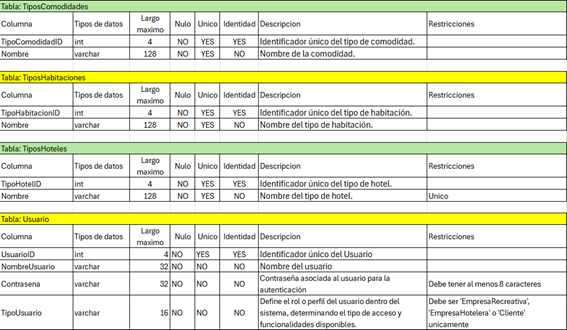 Tabla: TiposComodidades
Columna Tipos de datos Largo maximo Nulo Unico Identidad Descripcion Restricciones
TipoComodidadID int 4 NO YES YES Identificador único del tipo de comodidad.
Nombre varchar 128 NO YES NO Nombre de la comodidad.
Tabla: TiposHabitaciones
Columna Tipos de datos Largo maximo Nulo Unico Identidad Descripcion Restricciones
TipoHabitacionID int 4 NO YES YES Identificador único del tipo de habitación.
Nombre varchar 128 NO YES NO Nombre del tipo de habitación.
Tabla: TiposHoteles
Columna Tipos de datos Largo maximo Nulo Unico Identidad Descripcion Restricciones
TipoHotelID int 4 NO YES YES Identificador único del tipo de hotel.
Nombre varchar 128 NO YES NO Nombre del tipo de hotel. Unico
Tabla: Usuario
Columna Tipos de datos Largo maximo Nulo Unico Identidad Descripcion Restricciones
UsuarioID int 4 NO YES YES Identificador único del Usuario
NombreUsuario varchar 32 NO NO NO Nombre del usuario
Contrasena varchar 32 NO NO NO Contraseña asociada al usuario para la autenticación Debe tener al menos 8 caracteres
TipoUsuario varchar 16 NO NO NO Define el rol o perfil del usuario dentro del sistema, determinando el tipo de acceso y funcionalidades disponibles. Debe ser 'EmpresaRecreativa', 'EmpresaHotelera' o 'Cliente' unicamente